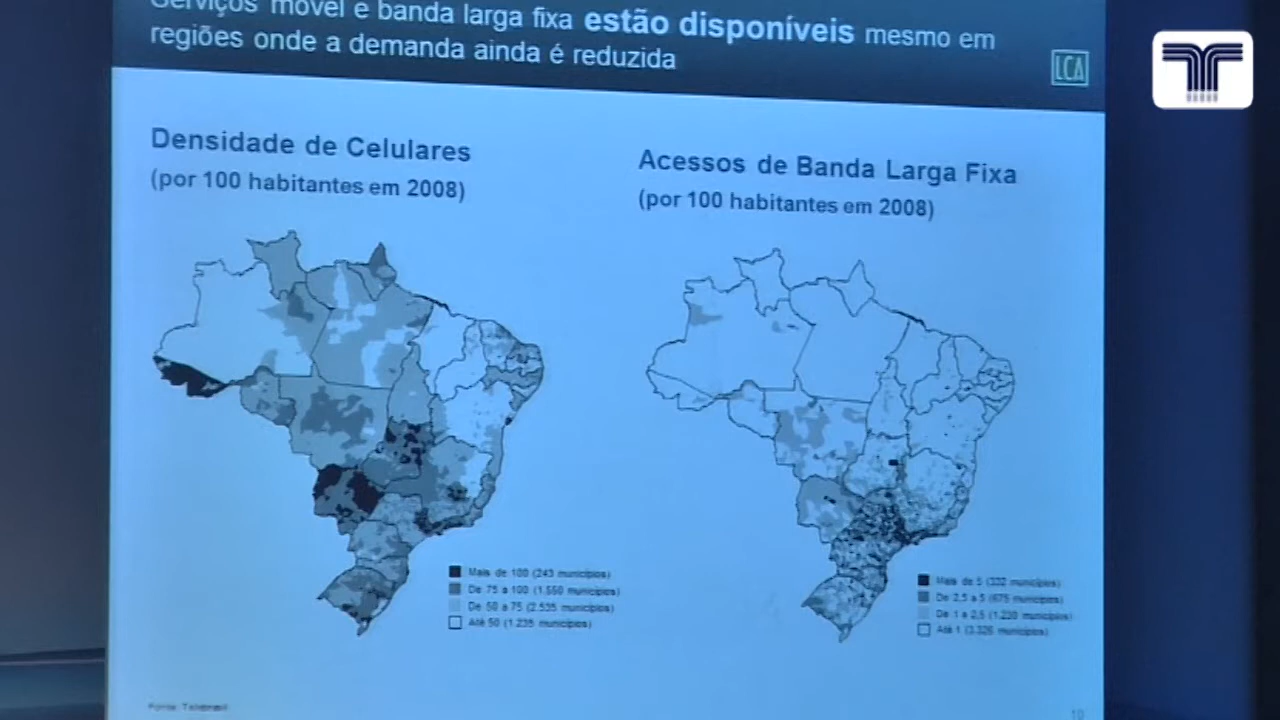 Serviços móvel e banda larga fixa estão disponíveis mesmo em
regiões onde a demanda ainda é reduzida
LCA
Densidade de Celulares
(por 100 habitantes em 2008)
Acessos de Banda Larga Fixa
(por 100 habitantes em 2008)
Mais de 100 (243 municípios)
De 75 a 100 (1.550 municípios)
De 50 a 75 (2.535 municípios)
Até 50 (1.235 municípios)
Mais de 5 (332 municípios)
De 2,5 a 5 (675 municípios)
De 1 a 2,5 (1.230 municípios)
Até 1 (3.326 municípios)
Fonte: Telebrasil
10